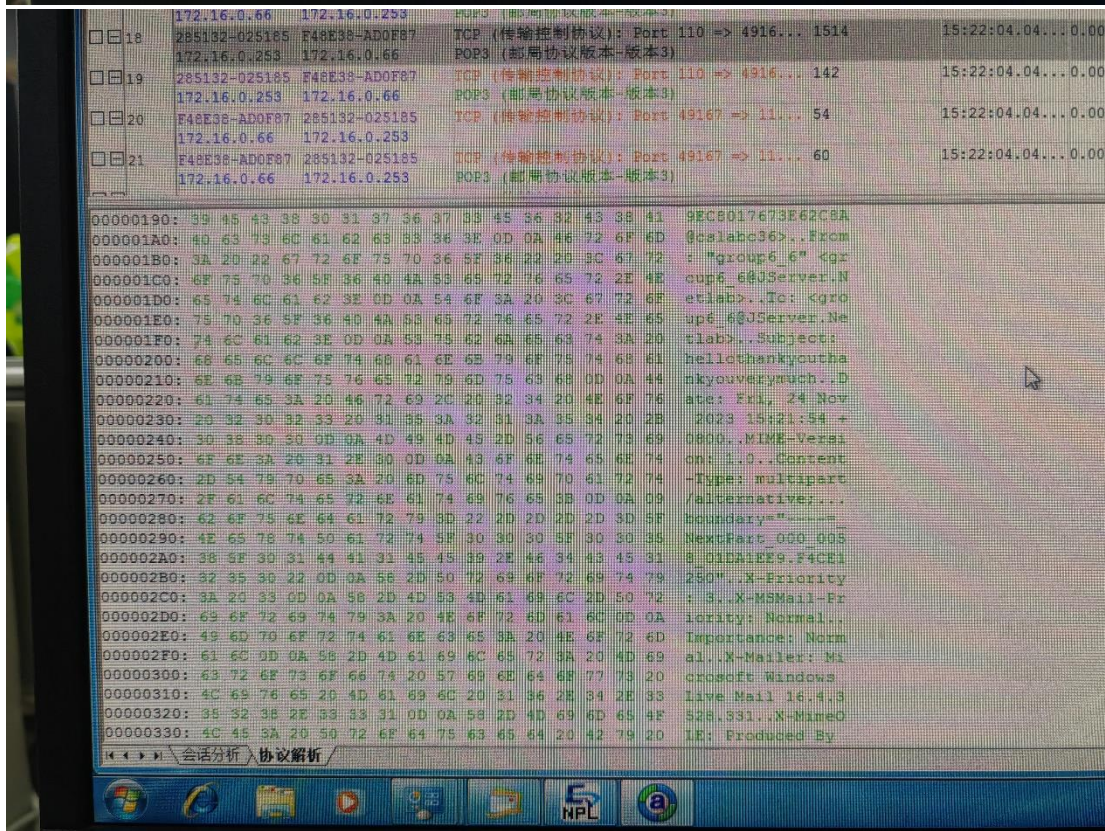 172.16.0.66 172.16.0.253 POP3 (邮局协议版本-版本3)
18 285132-025185 F48E38-AD0F87 TCP (传输控制协议): Port 110 => 4916... 1514 15:22:04.04...0.00
172.16.0.253 172.16.0.66 POP3 (邮局协议版本-版本3)
19 285132-025185 F48E38-AD0F87 TCP (传输控制协议): Port 110 => 4916... 142 15:22:04.04...0.00
172.16.0.253 172.16.0.66 POP3 (邮局协议版本-版本3)
20 F48E38-AD0F87 285132-025185 TCP (传输控制协议): Port 49167 => 11... 54 15:22:04.04...0.00
172.16.0.66 172.16.0.253
21 F48E38-AD0F87 285132-025185 TCP (传输控制协议): Port 49167 => 11... 60 15:22:04.04...0.00
172.16.0.66 172.16.0.253 POP3 (邮局协议版本-版本3)
00000190: 39 45 43 38 30 31 37 36 37 33 45 36 32 43 38 41 9EC8017673E62C8A
000001A0: 40 63 73 6C 61 62 63 33 36 3E 0D 0A 46 72 6F 6D @cslabc36>..From
000001B0: 3A 20 22 67 72 6F 75 70 36 5F 36 22 20 3C 67 72 : "group6_6" <gr
000001C0: 6F 75 70 36 5F 36 40 4A 53 65 72 76 65 72 2E 4E oup6_6@JServer.N
000001D0: 65 74 6C 61 62 3E 0D 0A 54 6F 3A 20 3C 67 72 6F etlab>..To: <gro
000001E0: 75 70 36 5F 36 40 4A 53 65 72 76 65 72 2E 4E 65 up6_6@JServer.Ne
000001F0: 74 6C 61 62 3E 0D 0A 53 75 62 6A 65 63 74 3A 20 tlab>..Subject:
00000200: 68 65 6C 6C 6F 74 68 61 6E 6B 79 6F 75 74 68 61 hellothankyoutha
00000210: 6E 6B 79 6F 75 76 65 72 79 6D 75 63 68 0D 0A 44 nkyouverymuch..D
00000220: 61 74 65 3A 20 46 72 69 2C 20 32 34 20 4E 6F 76 ate: Fri, 24 Nov
00000230: 20 32 30 32 33 20 31 35 3A 32 31 3A 35 34 20 2B 2023 15:21:54 +
00000240: 30 38 30 30 0D 0A 4D 49 4D 45 2D 56 65 72 73 69 0800..MIME-Versi
00000250: 6F 6E 3A 20 31 2E 30 0D 0A 43 6F 6E 74 65 6E 74 on: 1.0..Content
00000260: 2D 54 79 70 65 3A 20 6D 75 6C 74 69 70 61 72 74 -Type: multipart
00000270: 2F 61 6C 74 65 72 6E 61 74 69 76 65 3B 0D 0A 09 /alternative;...
00000280: 62 6F 75 6E 64 61 72 79 3D 22 2D 2D 2D 2D 3D 5F boundary="----=_
00000290: 4E 65 78 74 50 61 72 74 5F 30 30 30 5F 30 30 35 NextPart_000_005
000002A0: 38 5F 30 31 44 41 31 45 45 39 2E 46 34 43 45 31 8_01DA1EE9.F4CE1
000002B0: 32 35 30 22 0D 0A 58 2D 50 72 69 6F 72 69 74 79 250"..X-Priority
000002C0: 3A 20 33 0D 0A 58 2D 4D 53 4D 61 69 6C 2D 50 72 : 3..X-MSMail-Pr
000002D0: 69 6F 72 69 74 79 3A 20 4E 6F 72 6D 61 6C 0D 0A iority: Normal..
000002E0: 49 6D 70 6F 72 74 61 6E 63 65 3A 20 4E 6F 72 6D Importance: Norm
000002F0: 61 6C 0D 0A 58 2D 4D 61 69 6C 65 72 3A 20 4D 69 al..X-Mailer: Mi
00000300: 63 72 6F 73 6F 66 74 20 57 69 6E 64 6F 77 73 20 crosoft Windows
00000310: 4C 69 76 65 20 4D 61 69 6C 20 31 36 2E 34 2E 33 Live Mail 16.4.3
00000320: 35 32 38 2E 33 33 31 0D 0A 58 2D 4D 69 6D 65 4F 528.331..X-MimeO
00000330: 4C 45 3A 20 50 72 6F 64 75 63 65 64 20 42 79 20 LE: Produced By
会话分析 协议解析
NPL